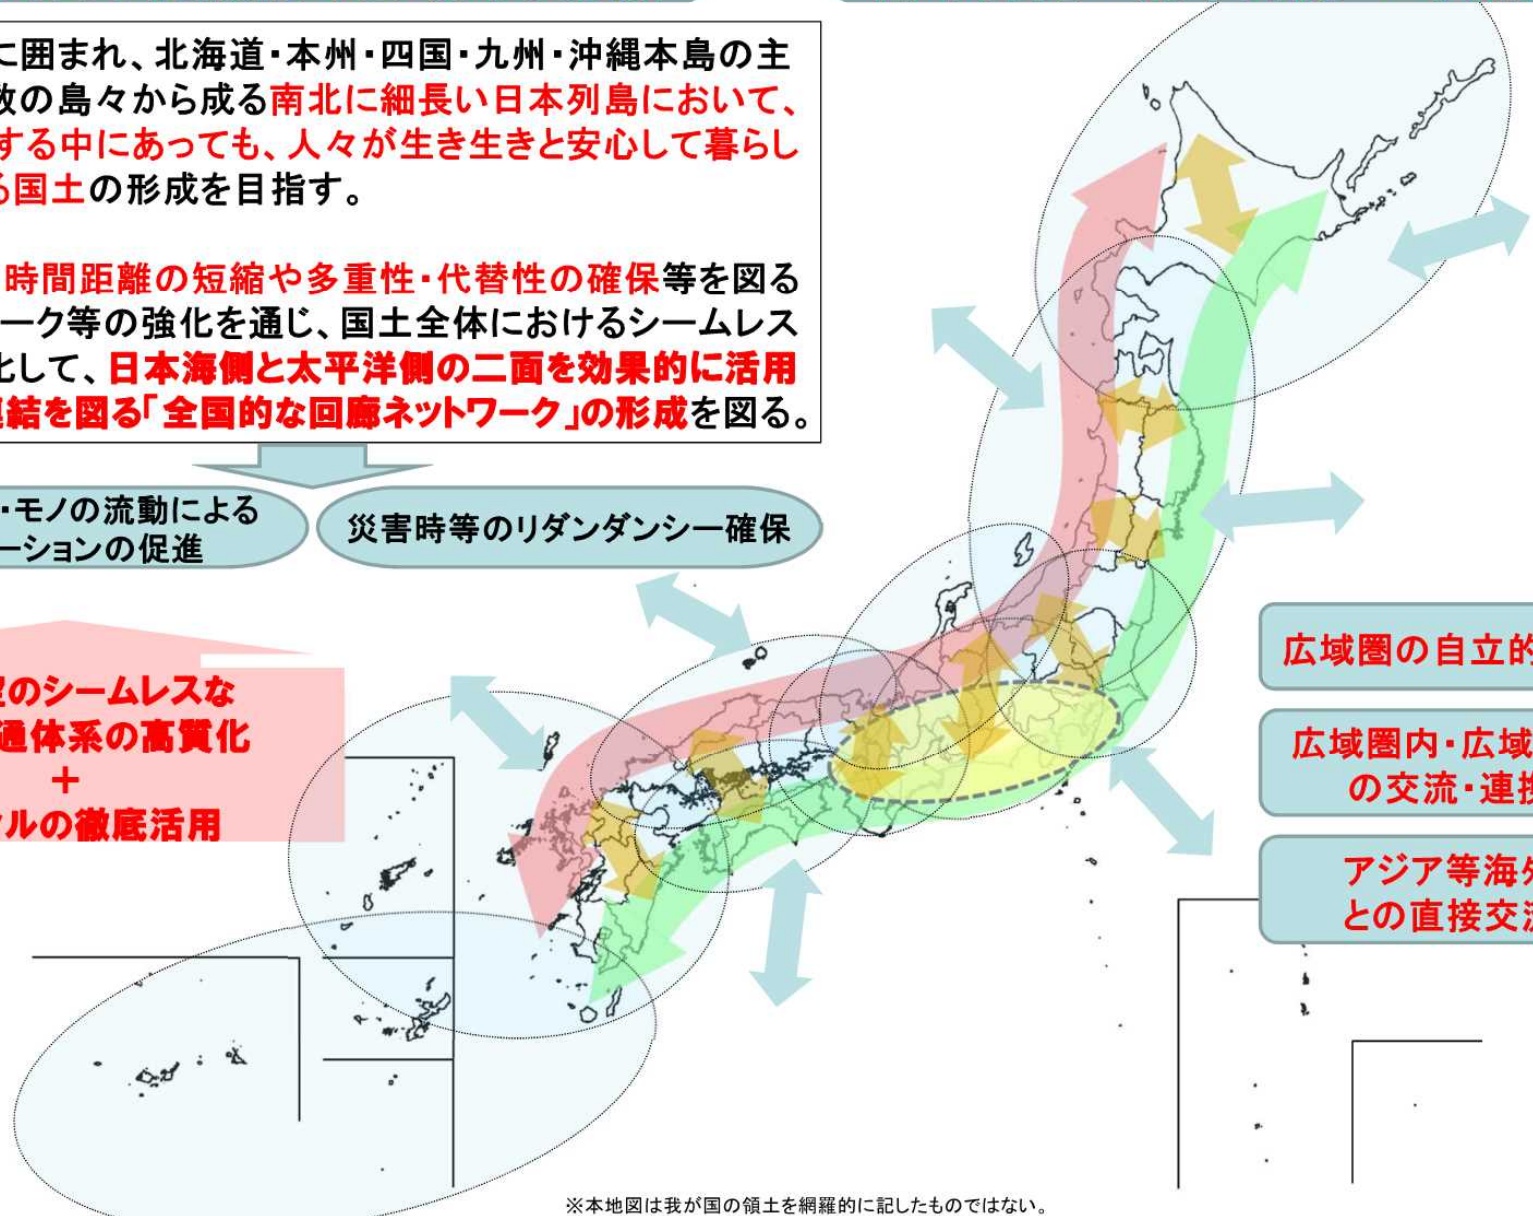 に囲まれ、北海道・本州・四国・九州・沖縄本島の主
数の島々から成る南北に細長い日本列島において、
する中にあっても、人々が生き生きと安心して暮らし
る国土の形成を目指す。
時間距離の短縮や多重性・代替性の確保等を図る
ーク等の強化を通じ、国土全体におけるシームレス
化して、日本海側と太平洋側の二面を効果的に活用
連結を図る「全国的な回廊ネットワーク」の形成を図る。
・モノの流動による
ーションの促進
災害時等のリダンダンシー確保
空のシームレスな
通体系の高質化
+
タルの徹底活用
広域圏の自立的
広域圏内・広域
の交流・連携
アジア等海外
との直接交流
※本地図は我が国の領土を網羅的に記したものではない。